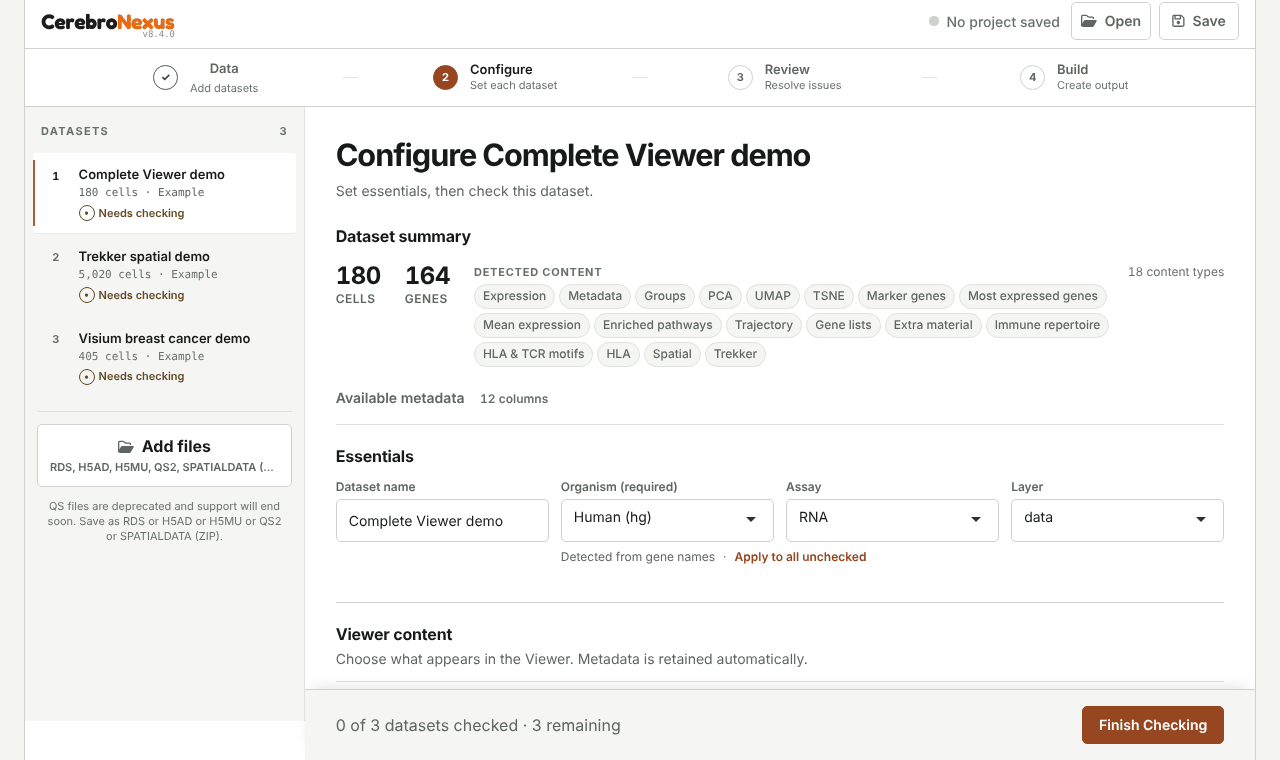 CerebroNexus
v8.4.0
No project saved
Open
Save
Data
Add datasets
2
Configure
Set each dataset
3
Review
Resolve issues
4
Build
Create output
DATASETS 3
1
Complete Viewer demo
180 cells · Example
Needs checking
2
Trekker spatial demo
5,020 cells · Example
Needs checking
3
Visium breast cancer demo
405 cells · Example
Needs checking
Add files
RDS, H5AD, H5MU, QS2, SPATIALDATA (...
QS files are deprecated and support will end
soon. Save as RDS or H5AD or H5MU or QS2
or SPATIALDATA (ZIP).
Configure Complete Viewer demo
Set essentials, then check this dataset.
Dataset summary
180
CELLS
164
GENES
DETECTED CONTENT
18 content types
Expression Metadata Groups PCA UMAP TSNE Marker genes Most expressed genes
Mean expression Enriched pathways Trajectory Gene lists Extra material Immune repertoire
HLA & TCR motifs HLA Spatial Trekker
Available metadata 12 columns
Essentials
Dataset name
Complete Viewer demo
Organism (required)
Human (hg)
Detected from gene names · Apply to all unchecked
Assay
RNA
Layer
data
Viewer content
Choose what appears in the Viewer. Metadata is retained automatically.
0 of 3 datasets checked · 3 remaining
Finish Checking